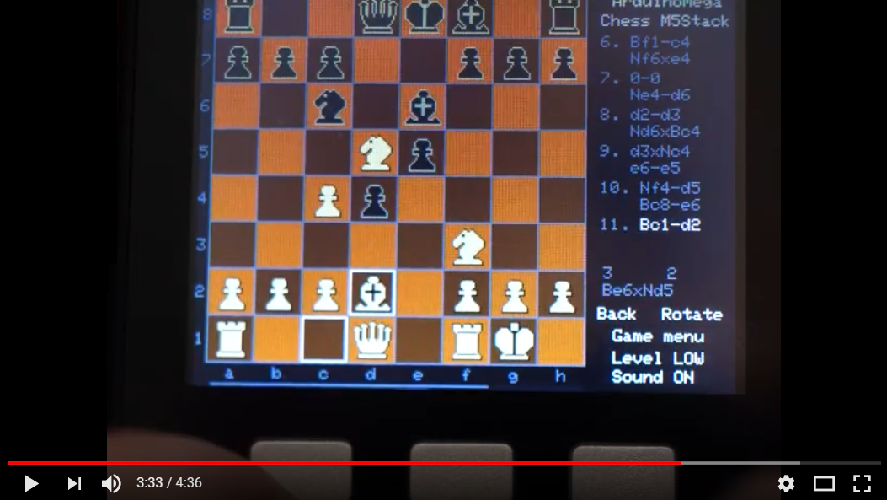 ArduinoMega
Chess M5Stack
6. Bf1-c4
Nf6xe4
7. 0-0
Ne4-d6
8. d2-d3
Nd6xBc4
9. d3xNc4
e6-e5
10. Nf4-d5
Bc8-e6
11. Bc1-d2
3 2
Be6xNd5
Back Rotate
Game menu
Level LOW
Sound ON
8
7
6
5
4
3
2
1
a b c d e f g h
3:33 / 4:36